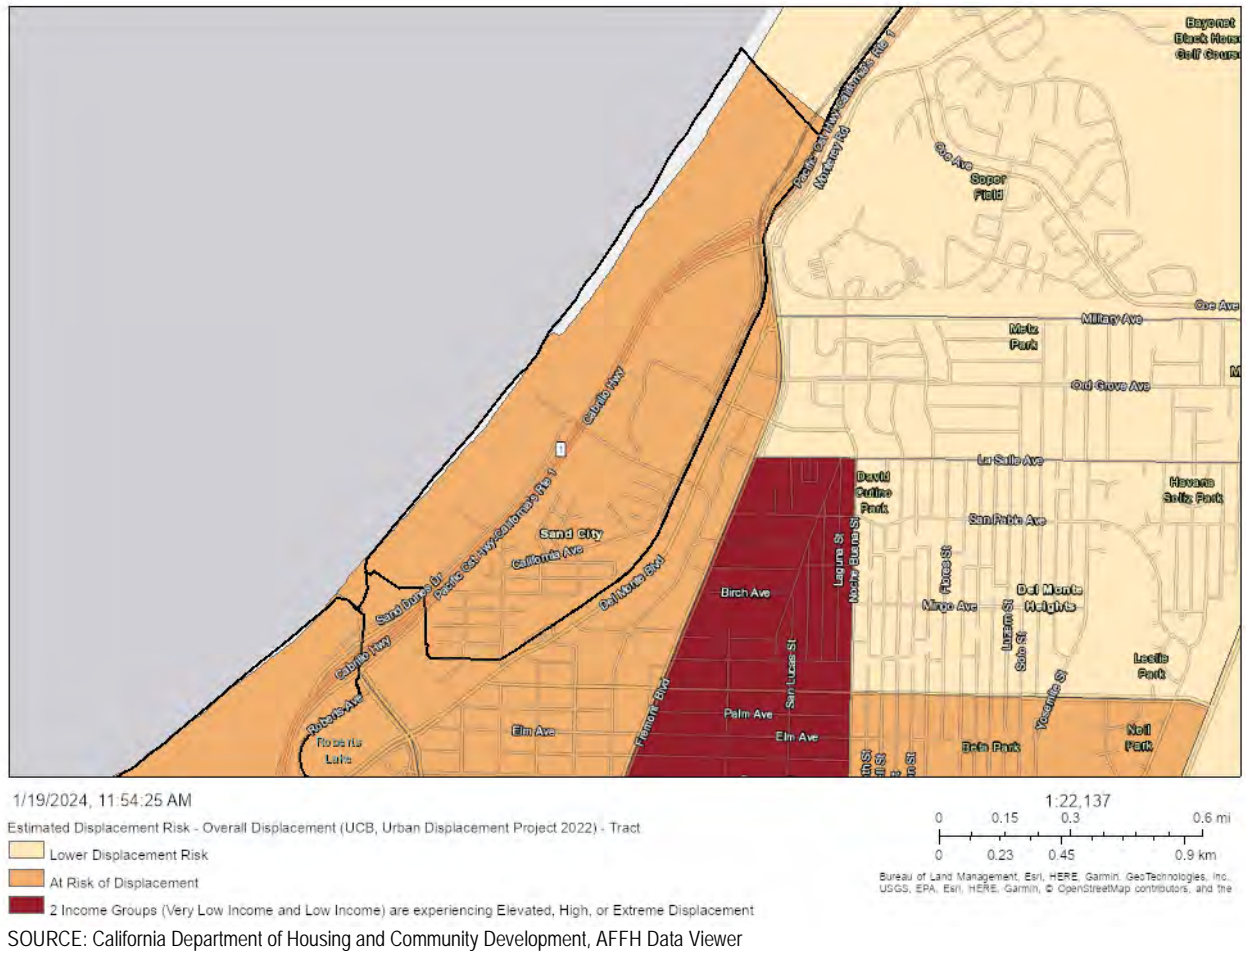 Bayonet
Black Horse
Golf Course
Pacific Cst Hwy-California's Rte 1
Monterey Rd
Coe Ave
Soper
Field
Coe Ave
Military Ave
Metz
Park
M
Ord Grove Ave
Cabrillo Hwy
1
La Salle Ave
David
Cutino
Park
Havana
Soliz Park
San Pablo Ave
Pacific Cst Hwy-California's Rte 1
Sand City
California Ave
Laguna St
Noche Buena St
Flores St
Sand Dunes Dr
Del Monte Blvd
Birch Ave
Mingo Ave
Del Monte
Heights
Luzern St
Soto St
Cabrillo Hwy
San Lucas St
Leslie
Park
Yosemite St
Fremont Blvd
Roberts Ave
Roberts
Lake
Elm Ave
Palm Ave
Elm Ave
Beta Park
Neil
Park
1/19/2024, 11:54:25 AM
1:22,137
0 0.15 0.3 0.6 mi
0 0.23 0.45 0.9 km
Estimated Displacement Risk - Overall Displacement (UCB, Urban Displacement Project 2022) - Tract
Lower Displacement Risk
At Risk of Displacement
2 Income Groups (Very Low Income and Low Income) are experiencing Elevated, High, or Extreme Displacement
Bureau of Land Management, Esri, HERE, Garmin, GeoTechnologies, Inc.,
USGS, EPA, Esri, HERE, Garmin, © OpenStreetMap contributors, and the
SOURCE: California Department of Housing and Community Development, AFFH Data Viewer